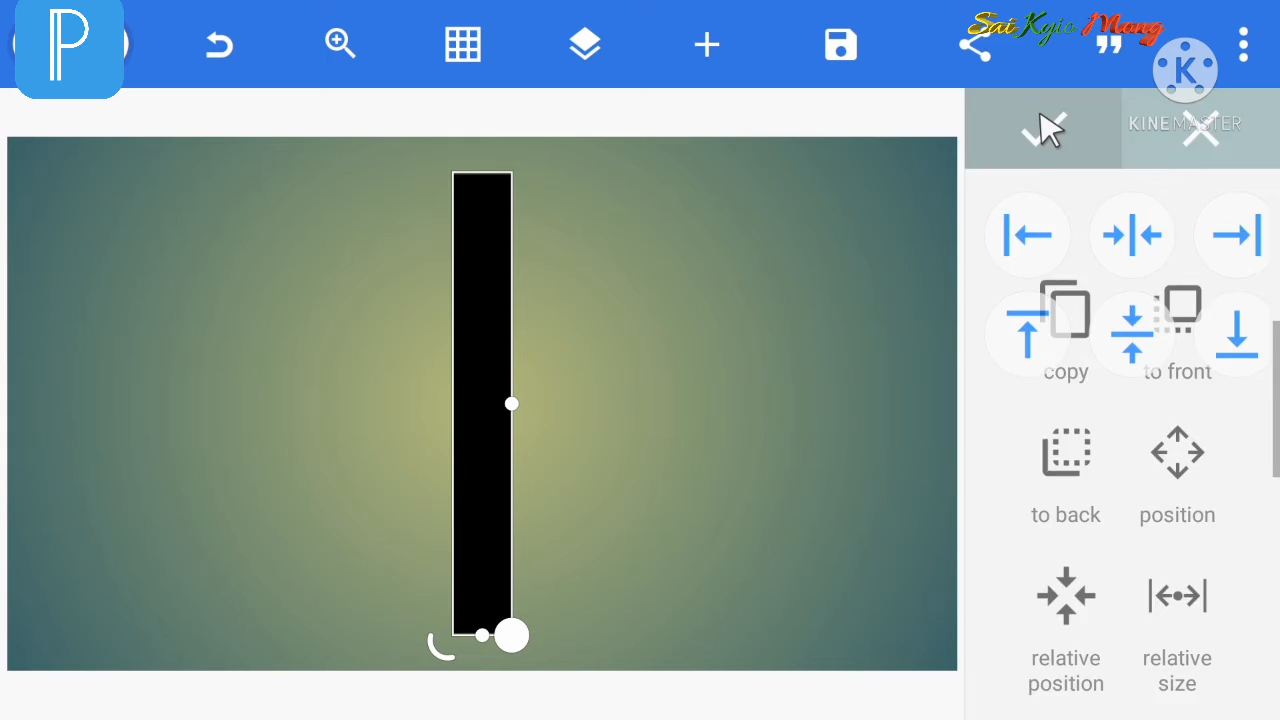 Sai Kyio Mong
K
KINEMASTER
copy
to front
to back
position
relative
position
relative
size